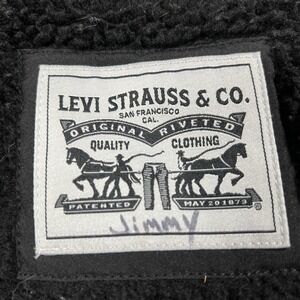 LEVI STRAUSS & CO.
SAN FRANCISCO
CAL.
ORIGINAL RIVETED
QUALITY CLOTHING
PATENTED MAY 20 1873
®
Jimmy